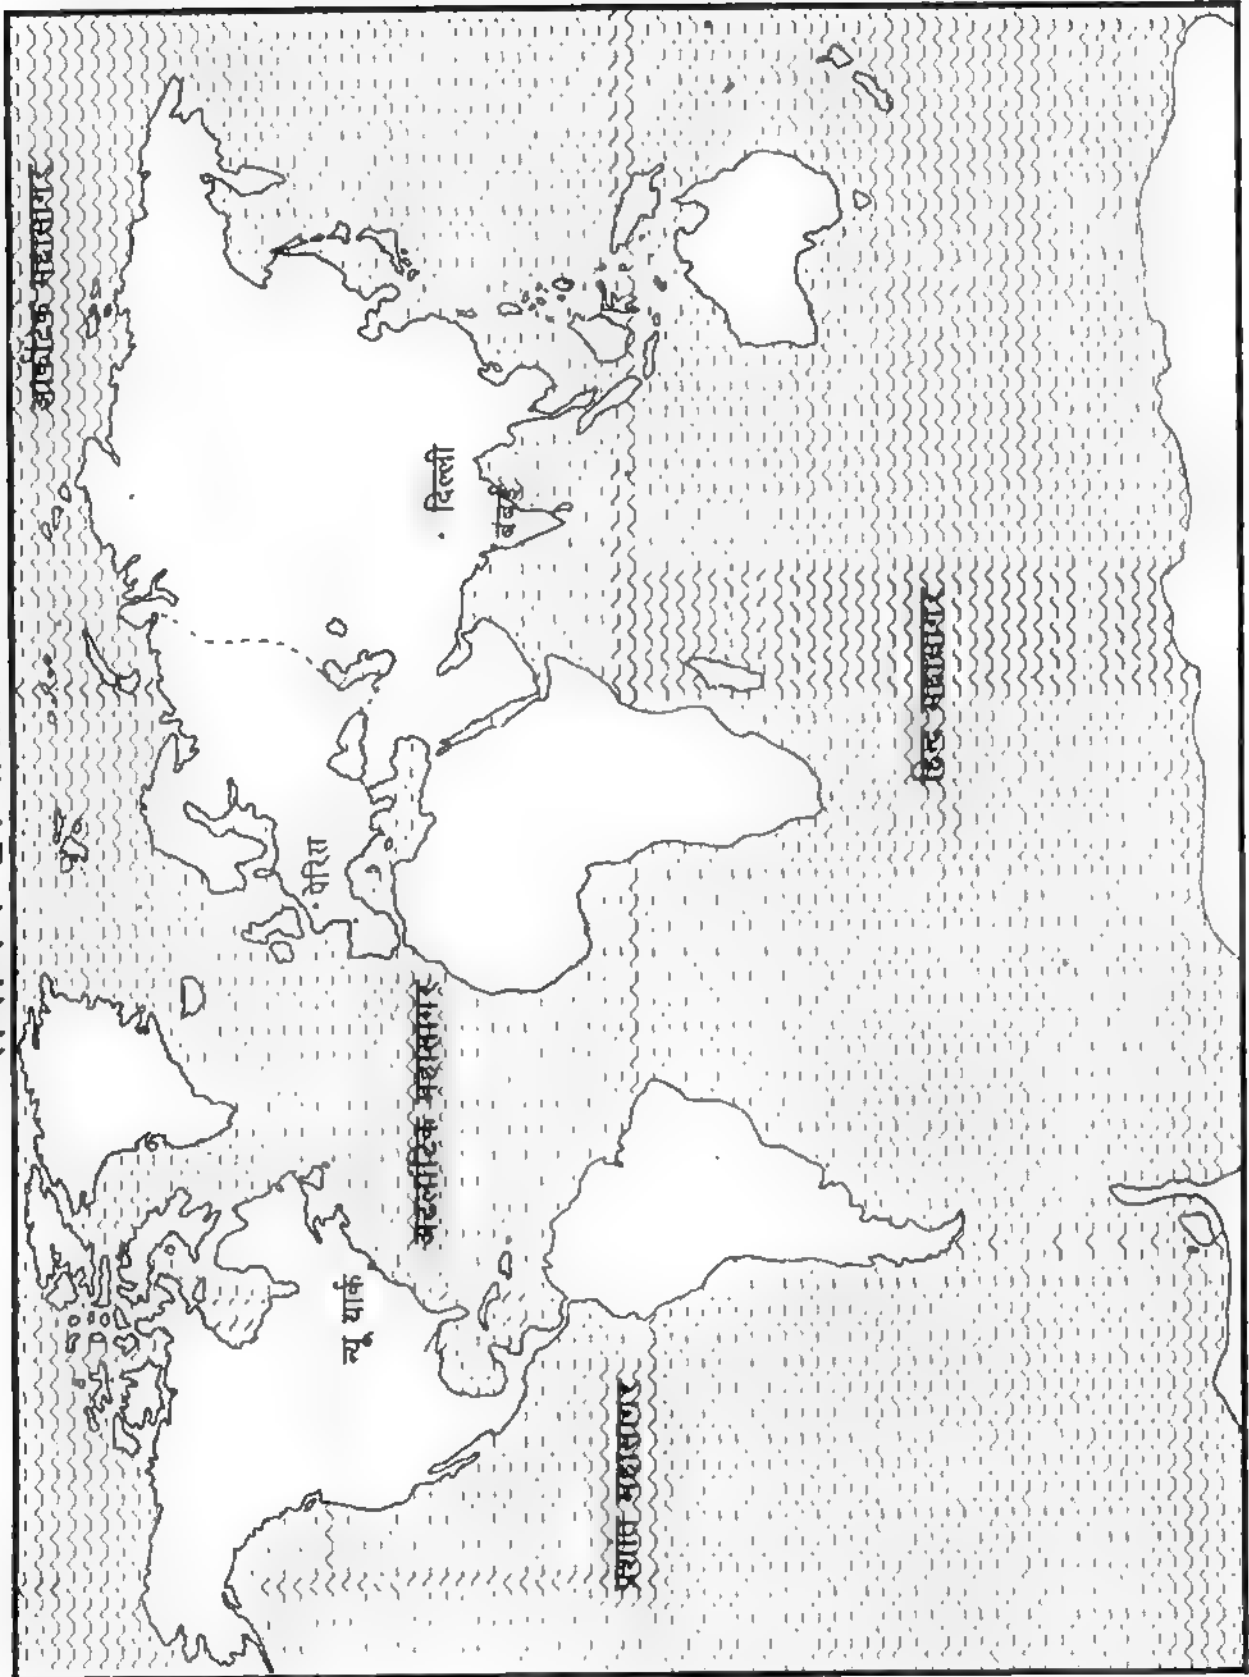 आर्कटिक महासागर
पेरिस
न्यू यार्क
अटलांटिक महासागर
दिल्ली
बंबई
प्रशांत महासागर
हिन्द महासागर